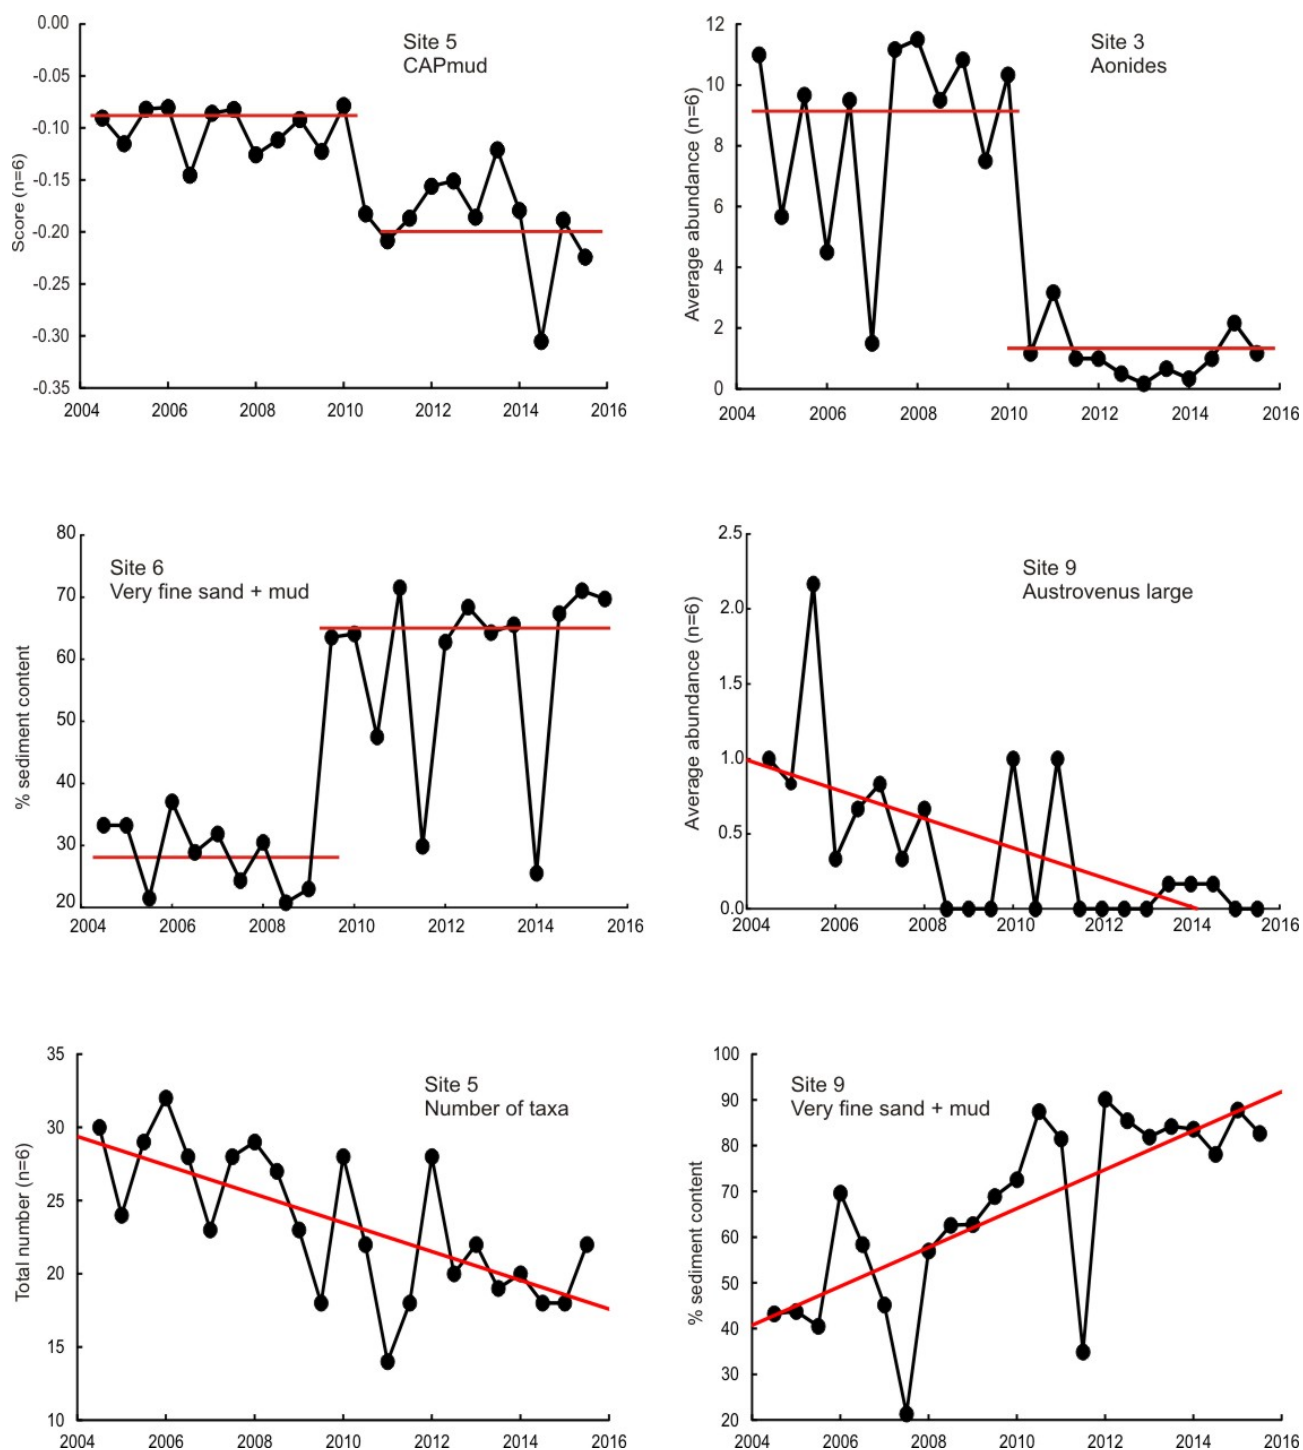 0.00
-0.05
-0.10
-0.15
-0.20
-0.25
-0.30
-0.35
Score (n=6)
Site 5
CAPmud
2004 2006 2008 2010 2012 2014 2016
12
10
8
6
4
2
0
Average abundance (n=6)
Site 3
Aonides
2004 2006 2008 2010 2012 2014 2016
80
70
60
50
40
30
20
% sediment content
Site 6
Very fine sand + mud
2004 2006 2008 2010 2012 2014 2016
2.5
2.0
1.5
1.0
0.5
0.0
Average abundance (n=6)
Site 9
Austrovenus large
2004 2006 2008 2010 2012 2014 2016
35
30
25
20
15
10
Total number (n=6)
Site 5
Number of taxa
2004 2006 2008 2010 2012 2014 2016
100
90
80
70
60
50
40
30
20
% sediment content
Site 9
Very fine sand + mud
2004 2006 2008 2010 2012 2014 2016